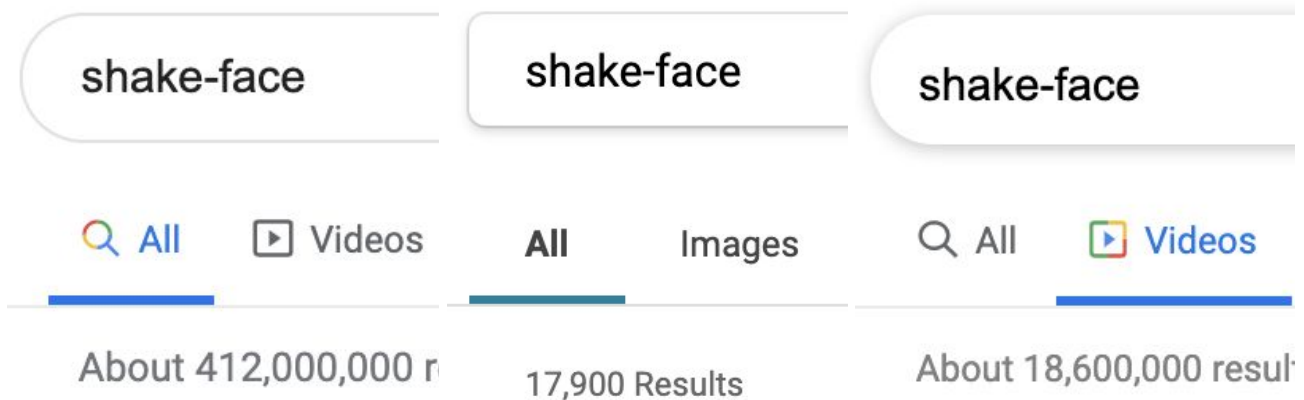 shake-face
All Videos
About 412,000,000
shake-face
All Images
17,900 Results
shake-face
All Videos
About 18,600,000